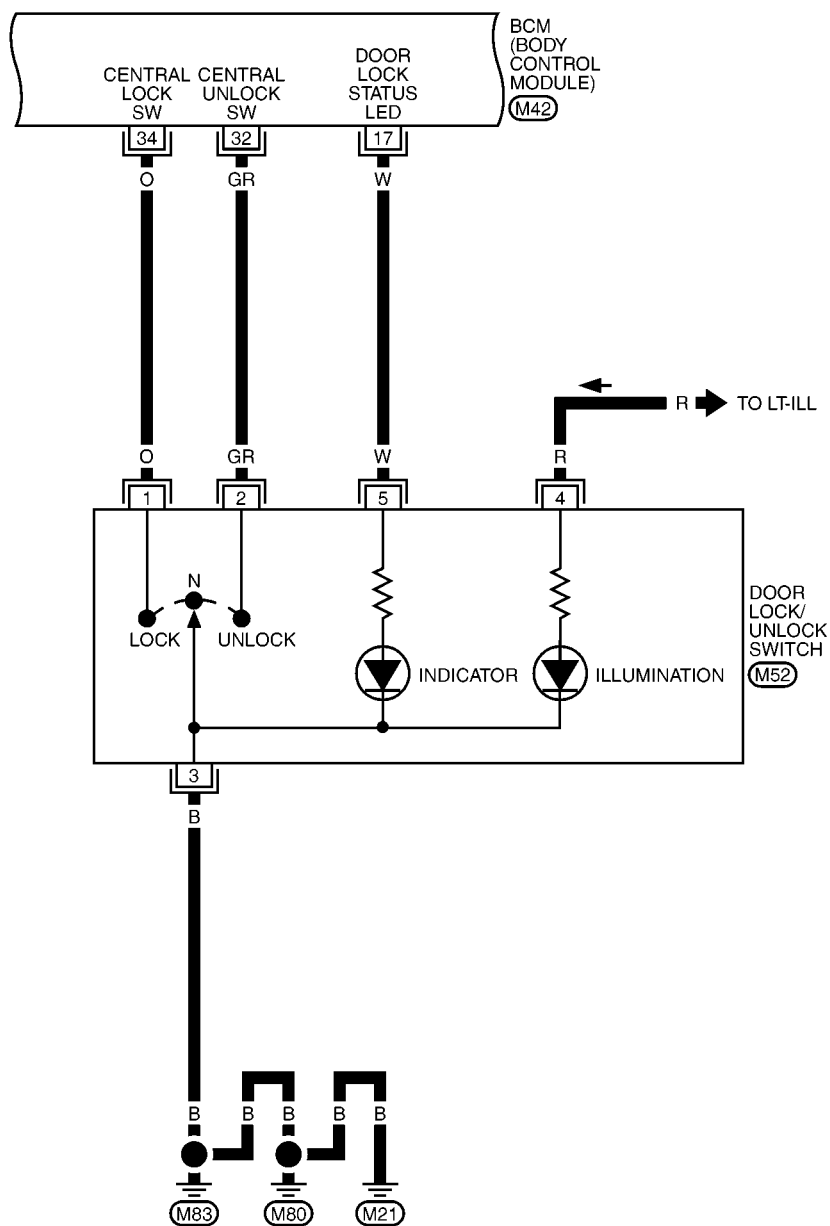 BCM
(BODY
CONTROL
MODULE)
M42
CENTRAL
LOCK
SW
CENTRAL
UNLOCK
SW
DOOR
LOCK
STATUS
LED
34
32
17
O
GR
W
R
TO LT-ILL
O
GR
W
R
1
2
5
4
N
LOCK
UNLOCK
INDICATOR
ILLUMINATION
DOOR
LOCK/
UNLOCK
SWITCH
M52
3
B
B
B
B
B
B
M83
M80
M21